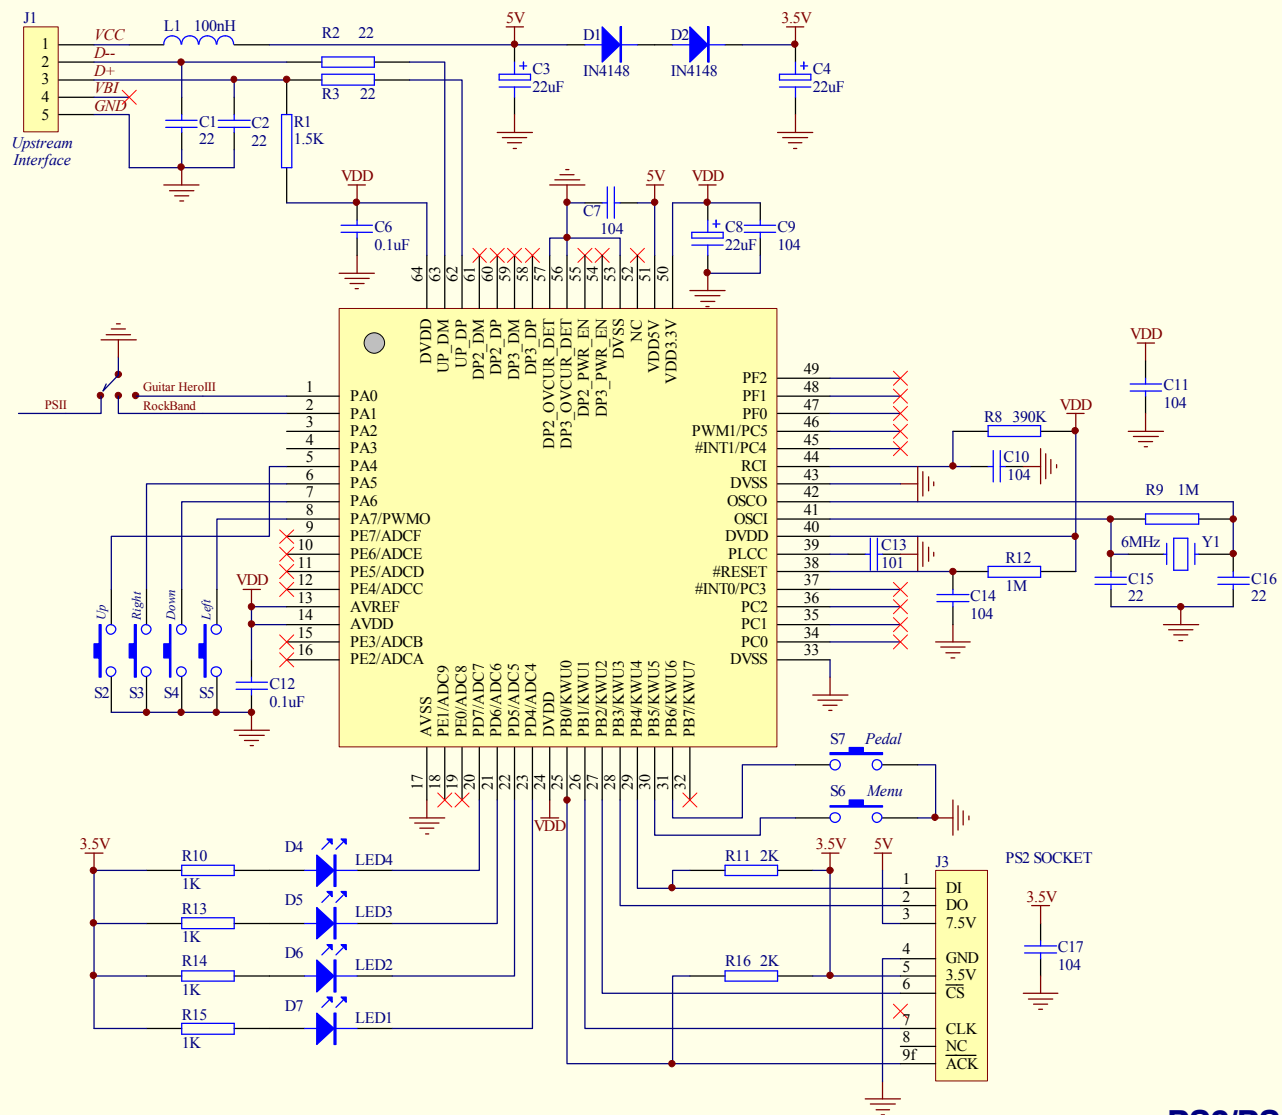 J1
VCC
L1 100nH
R2 22
5V
D1
D2
3.5V
1
2
3
4
5
D--
D+
VBI
GND
R3 22
C3
22uF
IN4148
IN4148
C4
22uF
Upstream
Interface
C1
22
C2
22
R1
1.5K
VDD
C6
0.1uF
C7
104
5V
VDD
C8
22uF
C9
104
64
63
62
61
60
59
58
57
56
55
54
53
52
51
50
DVDD
UP_DM
UP_DP
DP2_DM
DP2_DP
DP3_DM
DP3_DP
DP2_OVCUR_DET
DP3_OVCUR_DET
DP2_PWR_EN
DP3_PWR_EN
DVSS
NC
VDD5V
VDD3.3V
PSII
Guitar HeroIII
RockBand
1 PA0
2 PA1
3 PA2
4 PA3
5 PA4
6 PA5
7 PA6
8 PA7/PWMO
9 PE7/ADCF
10 PE6/ADCE
11 PE5/ADCD
12 PE4/ADCC
13 AVREF
14 AVDD
15 PE3/ADCB
16 PE2/ADCA
PF2 49
PF1 48
PF0 47
PWM1/PC5 46
#INT1/PC4 45
RCI 44
DVSS 43
OSCO 42
OSCI 41
DVDD 40
PLCC 39
#RESET 38
#INT0/PC3 37
PC2 36
PC1 35
PC0 34
DVSS 33
VDD
C11
104
R8 390K
VDD
C10
104
R9 1M
6MHz
Y1
C13
101
R12
1M
C14
104
C15
22
C16
22
VDD
Up
Right
Down
Left
S2
S3
S4
S5
C12
0.1uF
AVSS
PE1/ADC9
PE0/ADC8
PD7/ADC7
PD6/ADC6
PD5/ADC5
PD4/ADC4
DVDD
PB0/KWU0
PB1/KWU1
PB2/KWU2
PB3/KWU3
PB4/KWU4
PB5/KWU5
PB6/KWU6
PB7/KWU7
17
18
19
20
21
22
23
24
25
26
27
28
29
30
31
32
VDD
S7 Pedal
S6 Menu
3.5V
R10
1K
D4
LED4
R13
1K
D5
LED3
R14
1K
D6
LED2
R15
1K
D7
LED1
R11 2K
3.5V
5V
R16 2K
J3
PS2 SOCKET
1 DI
2 DO
3 7.5V
4 GND
5 3.5V
6 CS
7 CLK
8 NC
9f ACK
3.5V
C17
104